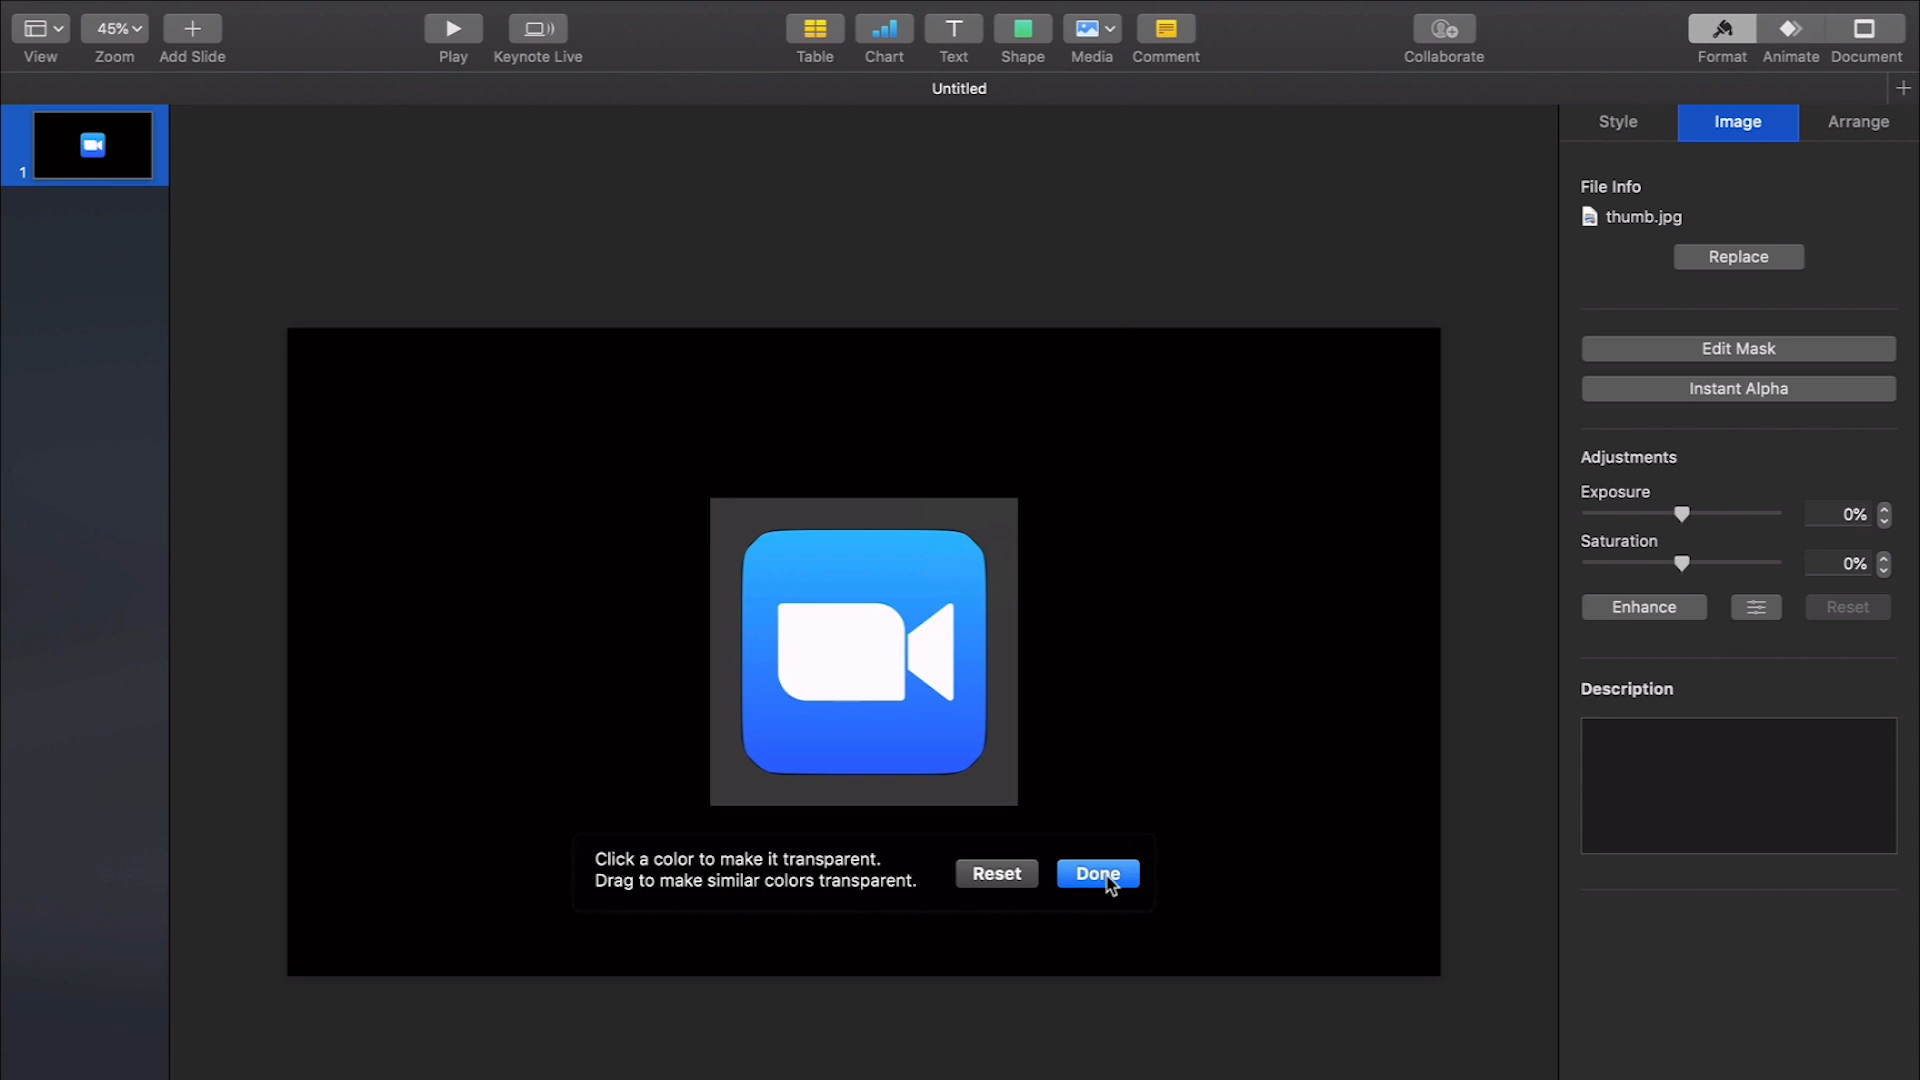 45%
View
Zoom
Add Slide
Play
Keynote Live
Table
Chart
Text
Shape
Media
Comment
Collaborate
Format
Animate
Document
Untitled
1
Style
Image
Arrange
File Info
thumb.jpg
Replace
Edit Mask
Instant Alpha
Adjustments
Exposure
0%
Saturation
0%
Enhance
Reset
Description
Click a color to make it transparent.
Drag to make similar colors transparent.
Reset
Done